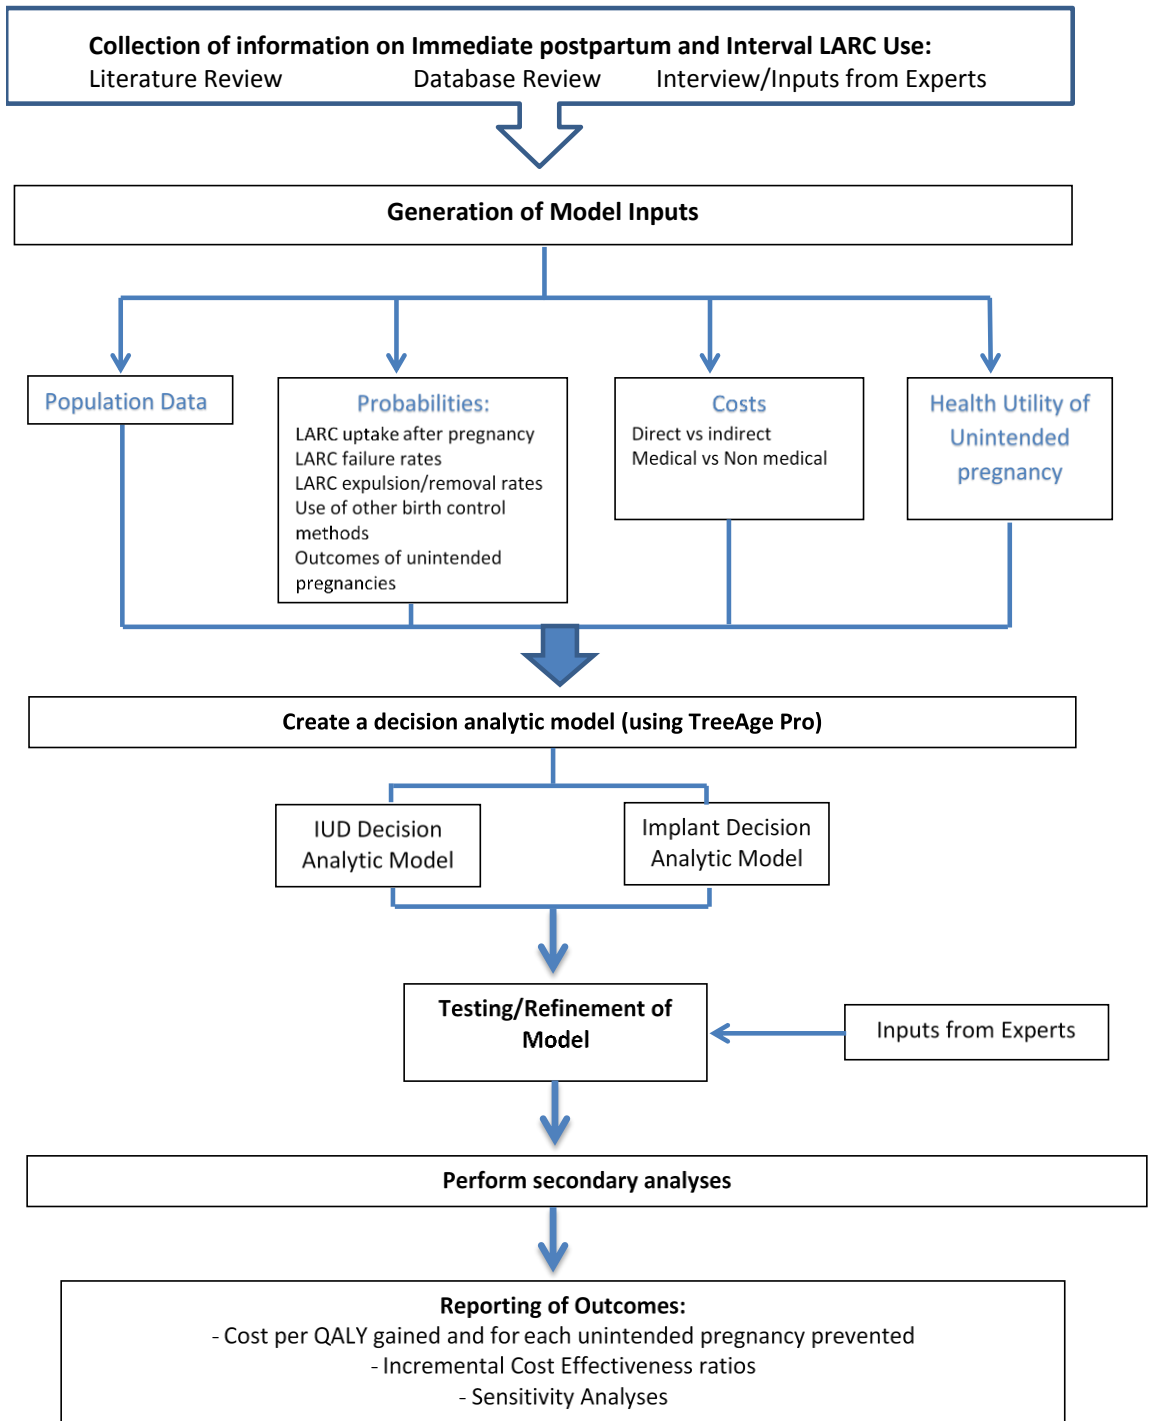 Collection of information on Immediate postpartum and Interval LARC Use:
Literature Review Database Review Interview/Inputs from Experts
Generation of Model Inputs
Population Data
Probabilities:
LARC uptake after pregnancy
LARC failure rates
LARC expulsion/removal rates
Use of other birth control
methods
Outcomes of unintended
pregnancies
Costs
Direct vs indirect
Medical vs Non medical
Health Utility of
Unintended
pregnancy
Create a decision analytic model (using TreeAge Pro)
IUD Decision
Analytic Model
Implant Decision
Analytic Model
Testing/Refinement of
Model
Inputs from Experts
Perform secondary analyses
Reporting of Outcomes:
- Cost per QALY gained and for each unintended pregnancy prevented
- Incremental Cost Effectiveness ratios
- Sensitivity Analyses